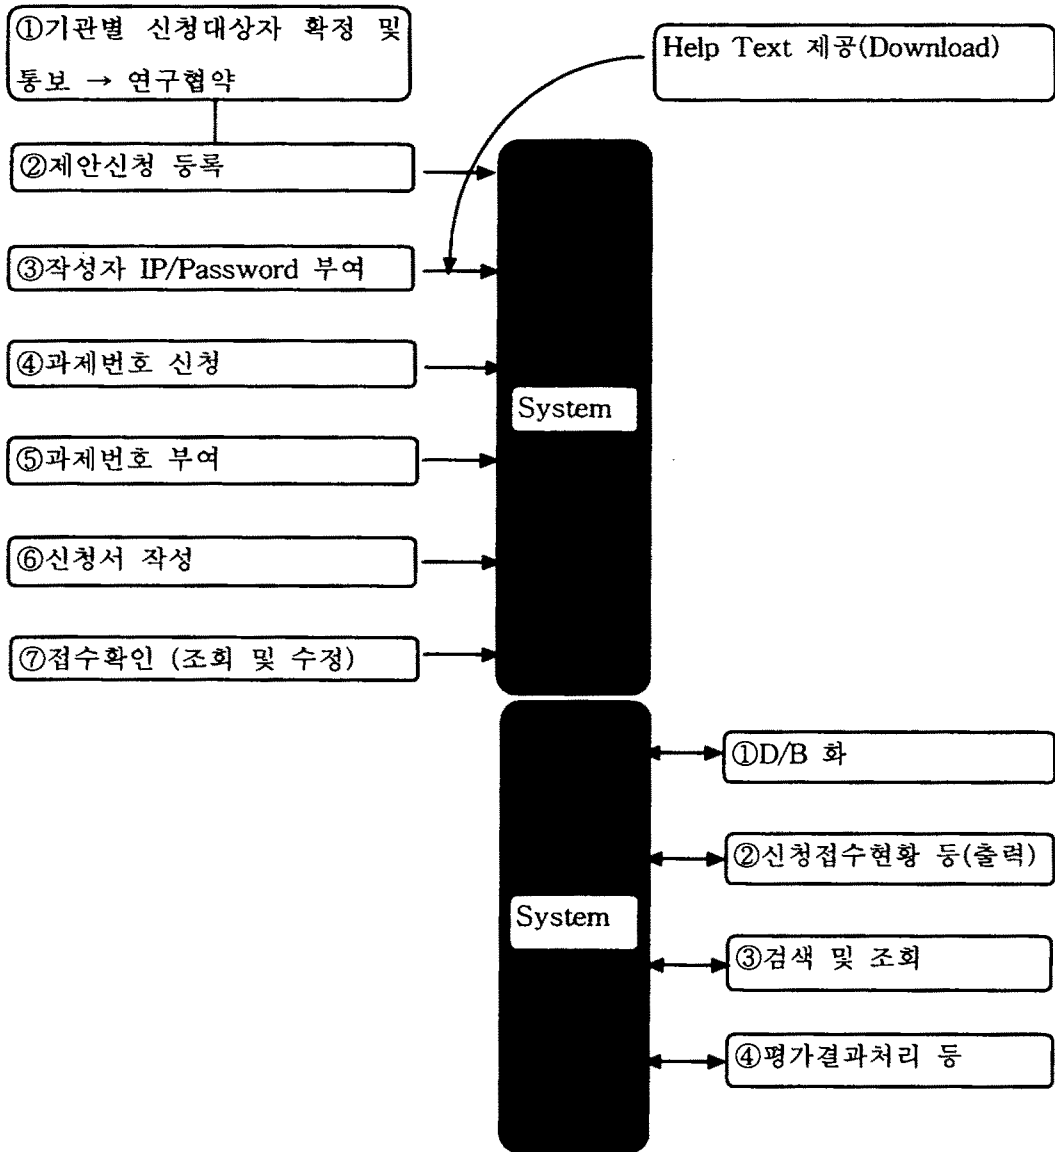 ①기관별 신청대상자 확정 및
통보 → 연구협약
Help Text 제공(Download)
②제안신청 등록
③작성자 IP/Password 부여
④과제번호 신청
System
⑤과제번호 부여
⑥신청서 작성
⑦접수확인 (조회 및 수정)
①D/B 화
②신청접수현황 등(출력)
System
③검색 및 조회
④평가결과처리 등